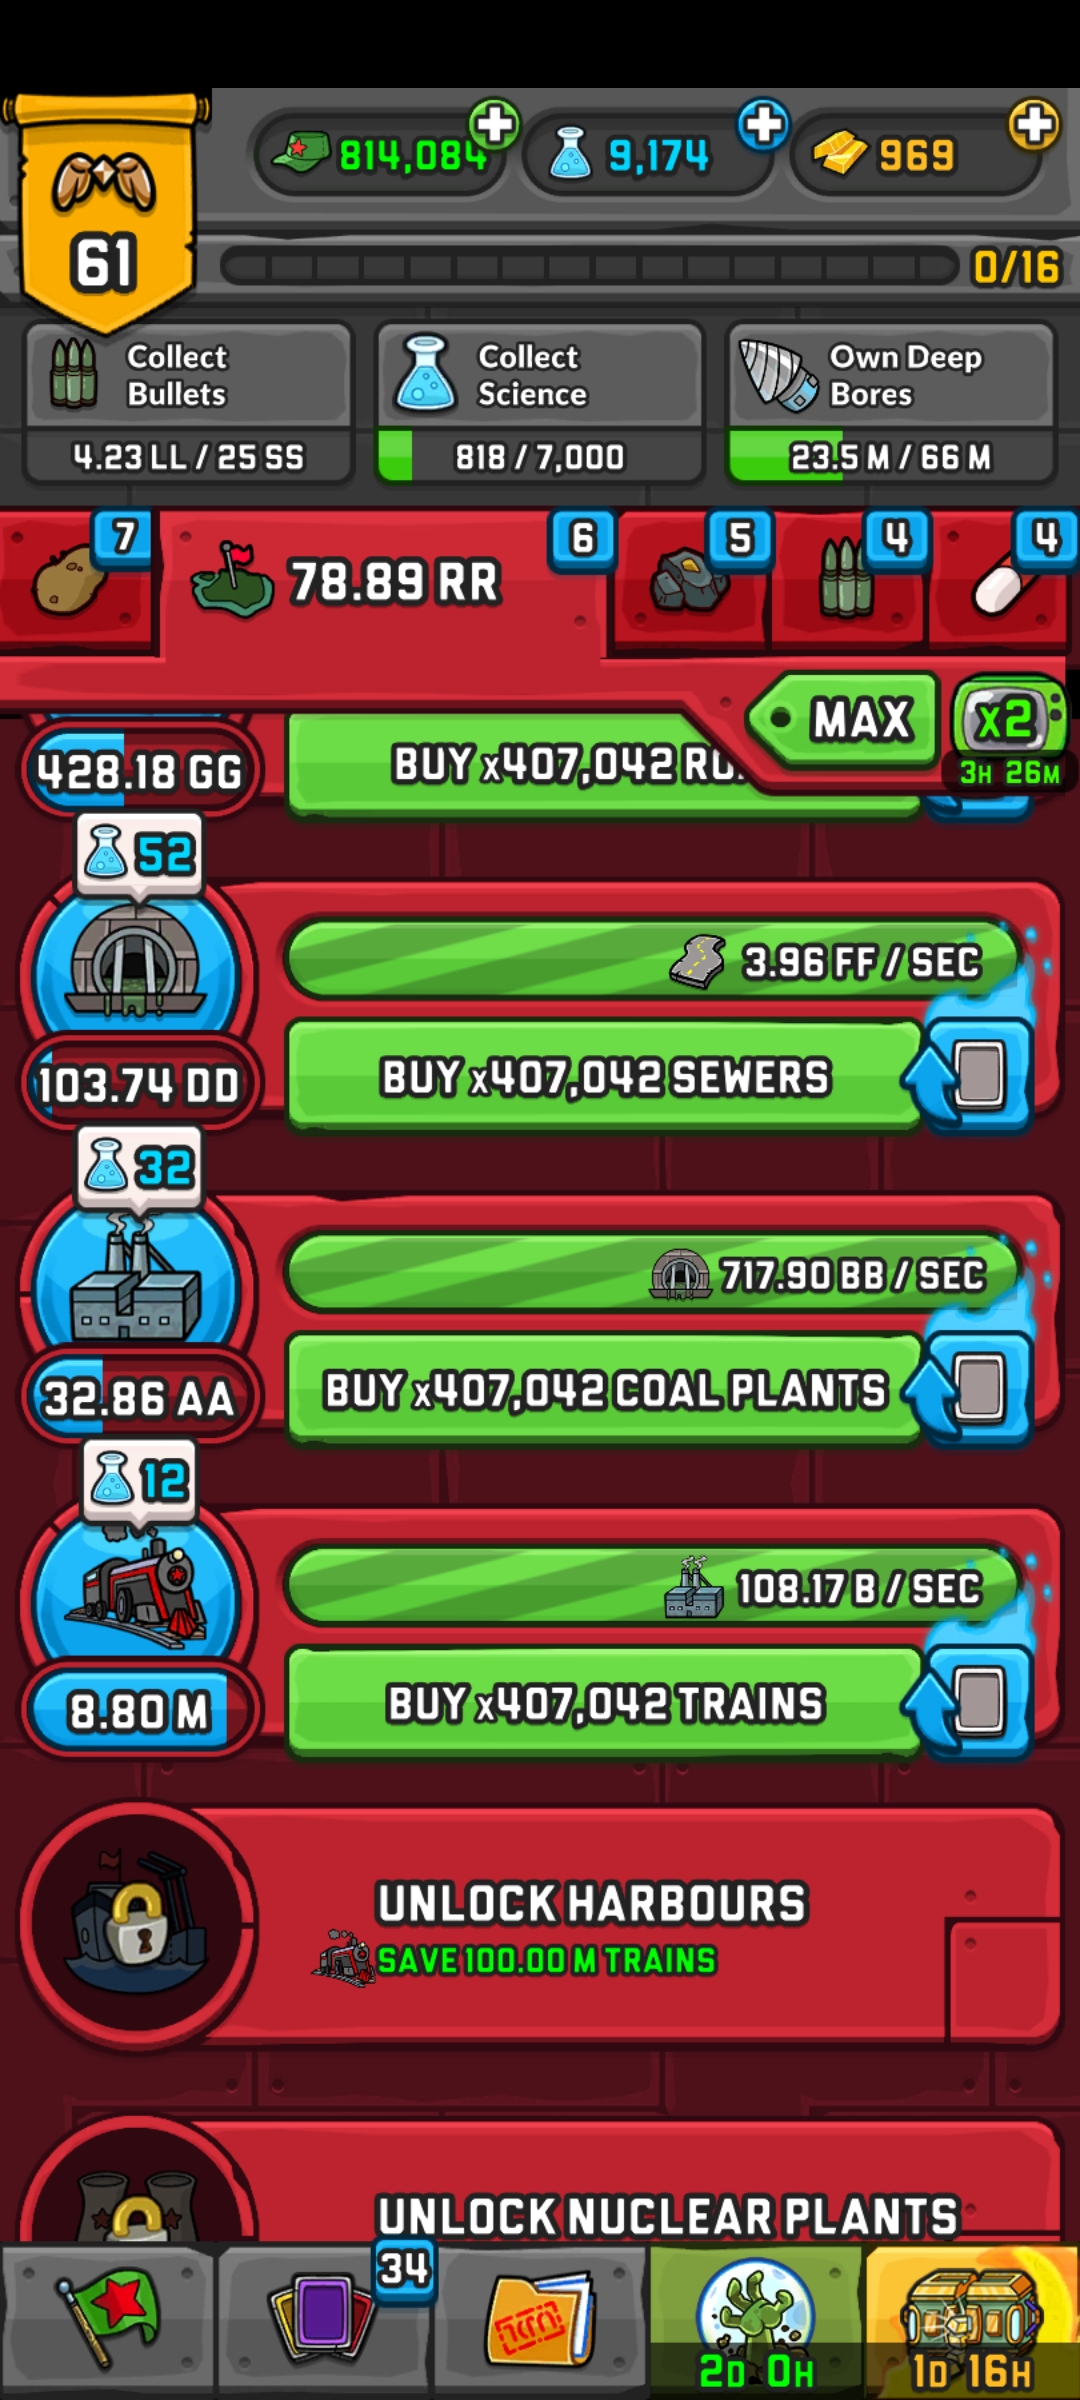 814,084
9,174
969
61
0/16
Collect
Bullets
4.23 LL / 25 SS
Collect
Science
818 / 7,000
Own Deep
Bores
23.5 M / 66 M
7
78.89 RR
6
5
4
4
MAX
x2
3H 26M
428.18 GG
BUY x407,042
52
3.96 FF / SEC
BUY x407,042 SEWERS
103.74 DD
32
717.90 BB / SEC
BUY x407,042 COAL PLANTS
32.86 AA
12
108.17 B / SEC
BUY x407,042 TRAINS
8.80 M
UNLOCK HARBOURS
SAVE 100.00 M TRAINS
UNLOCK NUCLEAR PLANTS
34
2D 0H
1D 16H